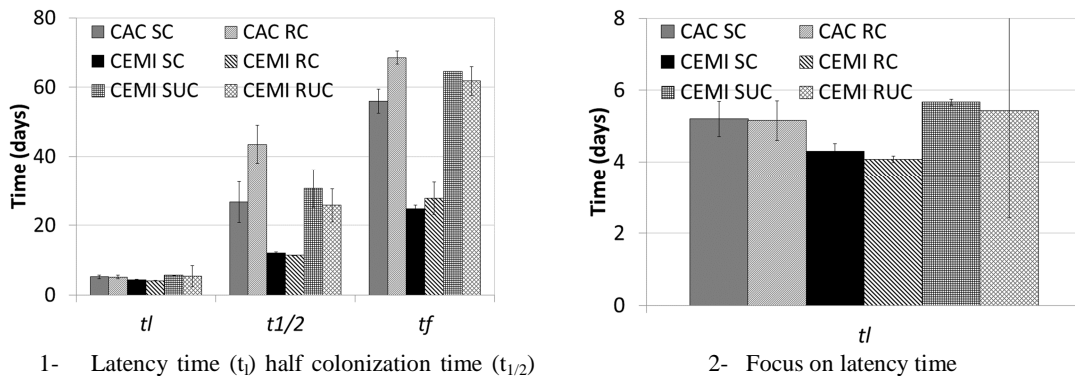 80
60
40
20
0
Time (days)
CAC SC CAC RC
CEMI SC CEMI RC
CEMI SUC CEMI RUC
tl t1/2 tf
1- Latency time (tl) half colonization time (t1/2)
8
6
4
2
0
Time (days)
CAC SC CAC RC
CEMI SC CEMI RC
CEMI SUC CEMI RUC
tl
2- Focus on latency time